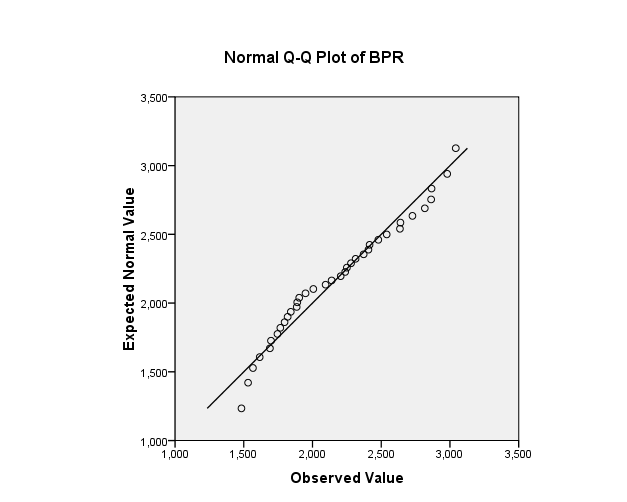 Normal Q-Q Plot of BPR
3,500
3,000
2,500
2,000
1,500
1,000
Expected Normal Value
1,000 1,500 2,000 2,500 3,000 3,500
Observed Value